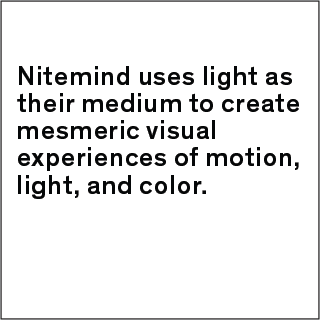 Nitemind uses light as
their medium to create
mesmeric visual
experiences of motion,
light, and color.